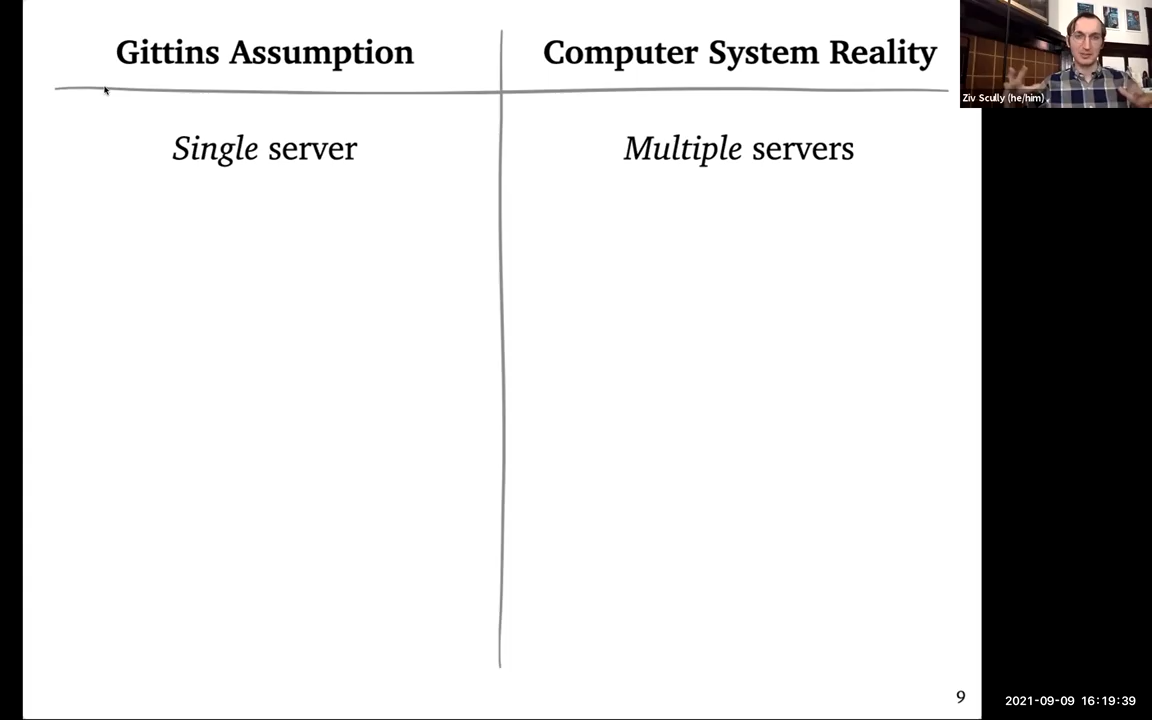 Gittins Assumption
Computer System Reality
Single server
Multiple servers
Ziv Scully (he/him)
9
2021-09-09 16:19:39